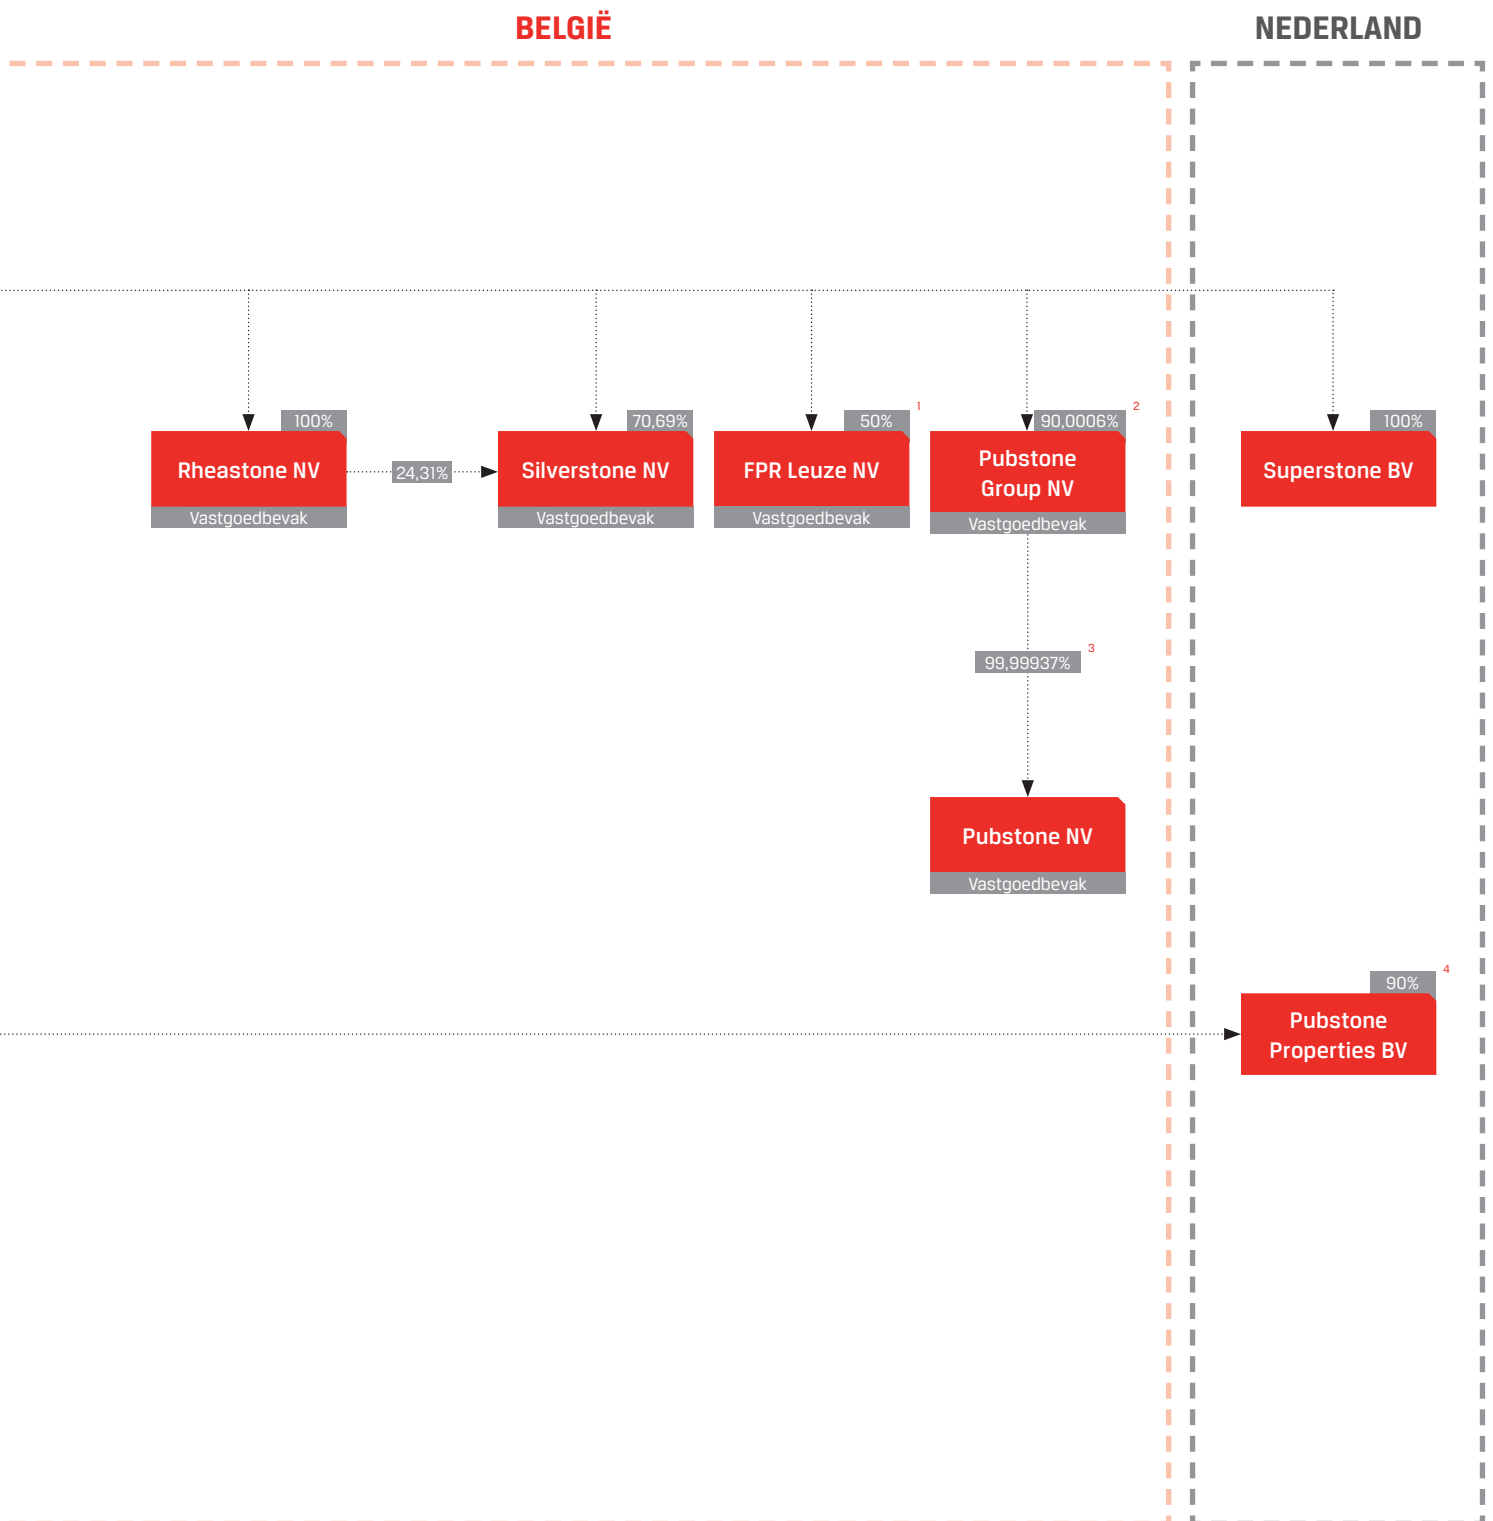 BELGIË
NEDERLAND
100%
Rheastone NV
Vastgoedbevak
24,31%
70,69%
Silverstone NV
Vastgoedbevak
50%
1
FPR Leuze NV
Vastgoedbevak
90,0006%
2
Pubstone
Group NV
Vastgoedbevak
100%
Superstone BV
99,99937%
3
Pubstone NV
Vastgoedbevak
90%
4
Pubstone
Properties BV